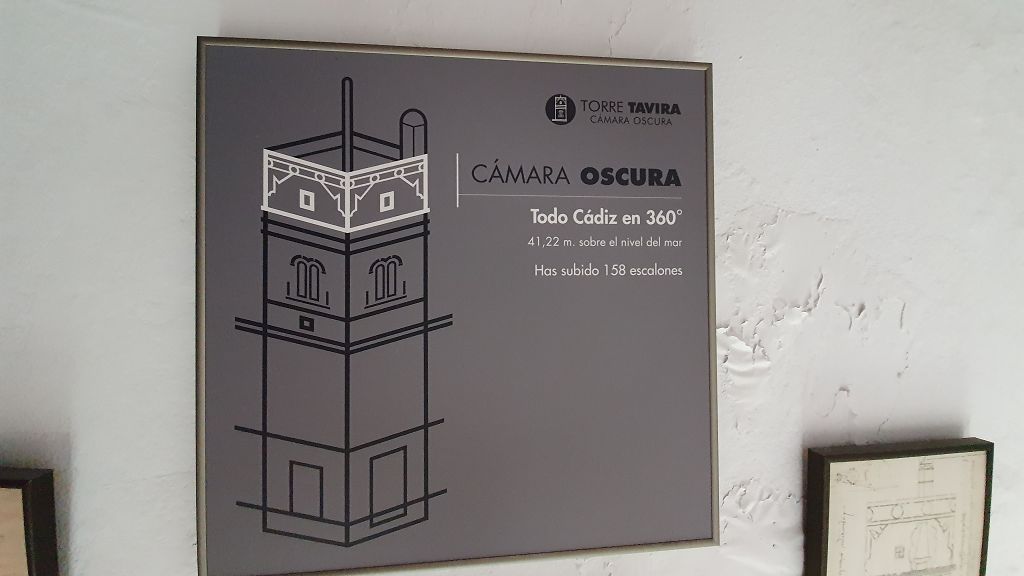 TORRE TAVIRA
CÁMARA OSCURA
CÁMARA OSCURA
Todo Cádiz en 360°
41,22 m. sobre el nivel del mar
Has subido 158 escalones